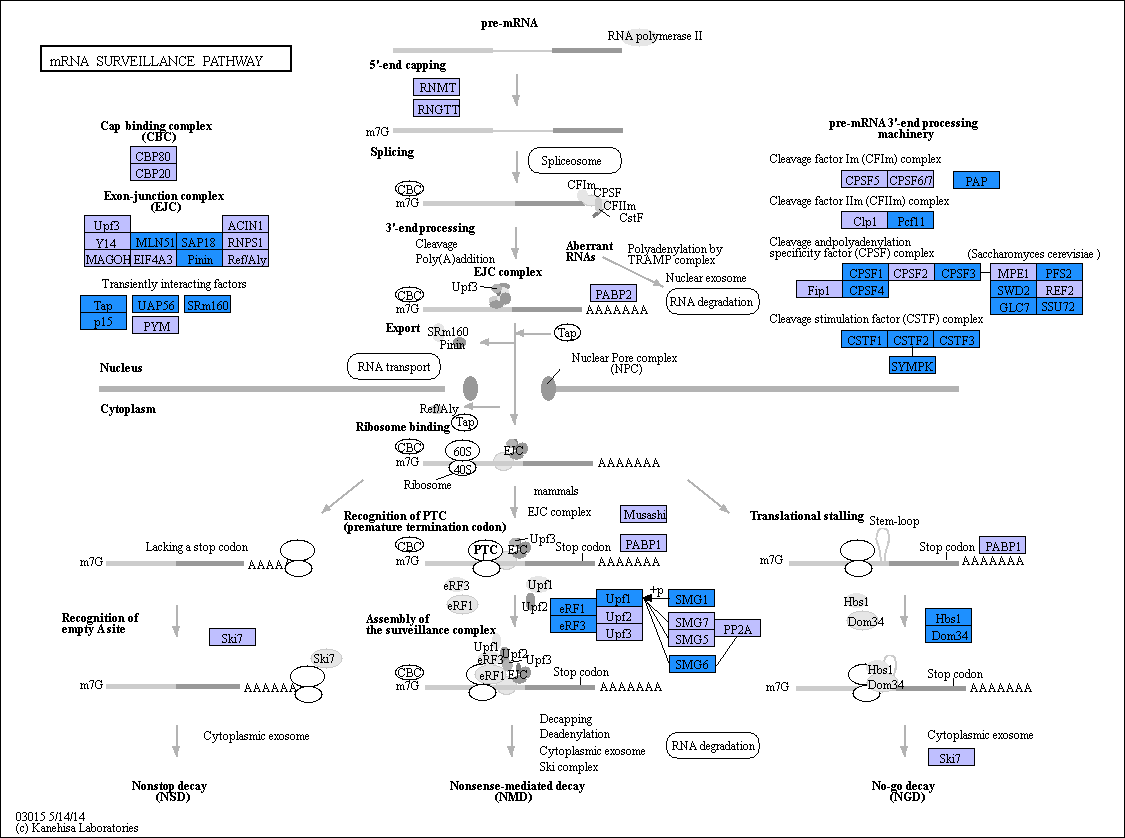 pre-mRNA
RNA polymerase II
mRNA SURVEILLANCE PATHWAY
5'-end capping
RNMT
RNGTT
m7G
Cap binding complex
(CBC)
CBP80
CBP20
Exon-junction complex
(EJC)
Upf3
ACIN1
Y14
MLN51
SAP18
RNPS1
MAGOH
EIF4A3
Pinin
Ref/Aly
Transiently interacting factors
Tap
UAP56
SRm160
p15
PYM
Splicing
Spliceosome
CBC
m7G
CFIm
CPSF
CFIIm
CstF
3'-end processing
Cleavage
Poly(A)addition
Aberrant
RNAs
Polyadenylation by
TRAMP complex
Nuclear exosome
RNA degradation
EJC complex
Upf3
CBC
m7G
PABP2
AAAAAAA
Export
SRm160
Pinin
Tap
RNA transport
Nuclear Pore complex
(NPC)
Nucleus
Cytoplasm
Ref/Aly
Tap
pre-mRNA 3'-end processing
machinery
Cleavage factor Im (CFIm) complex
CPSF5
CPSF6/7
PAP
Cleavage factor IIm (CFIIm) complex
Clp1
Pcf11
Cleavage andpolyadenylation
specificity factor (CPSF) complex
(Saccharomyces cerevisiae )
CPSF1
CPSF2
CPSF3
MPE1
PFS2
Fip1
CPSF4
SWD2
REF2
GLC7
SSU72
Cleavage stimulation factor (CSTF) complex
CSTF1
CSTF2
CSTF3
SYMPK
Ribosome binding
CBC
m7G
60S
40S
EJC
AAAAAAA
Ribosome
mammals
EJC complex
Recognition of PTC
(premature termination codon)
Musashi
PABP1
CBC
m7G
PTC
EJC
Upf3
Stop codon
AAAAAAA
Lacking a stop codon
m7G
AAAAA
Translational stalling
Stem-loop
Stop codon
PABP1
m7G
AAAAAAA
eRF3
eRF1
Upf1
Upf2
eRF1
eRF3
Upf1
Upf2
Upf3
+p
SMG1
SMG7
SMG5
SMG6
PP2A
Recognition of
empty A site
Ski7
Assembly of
the surveillance complex
Upf1
Upf2
eRF3
Upf3
eRF1
EJC
CBC
m7G
Stop codon
AAAAAAA
Ski7
m7G
AAAAAA
Hbs1
Dom34
Hbs1
Dom34
Hbs1
Dom34
Stop codon
m7G
AAAAAAA
Cytoplasmic exosome
Nonstop decay
(NSD)
Decapping
Deadenylation
Cytoplasmic exosome
Ski complex
RNA degradation
Nonsense-mediated decay
(NMD)
Cytoplasmic exosome
Ski7
No-go decay
(NGD)
03015 5/14/14
(c) Kanehisa Laboratories